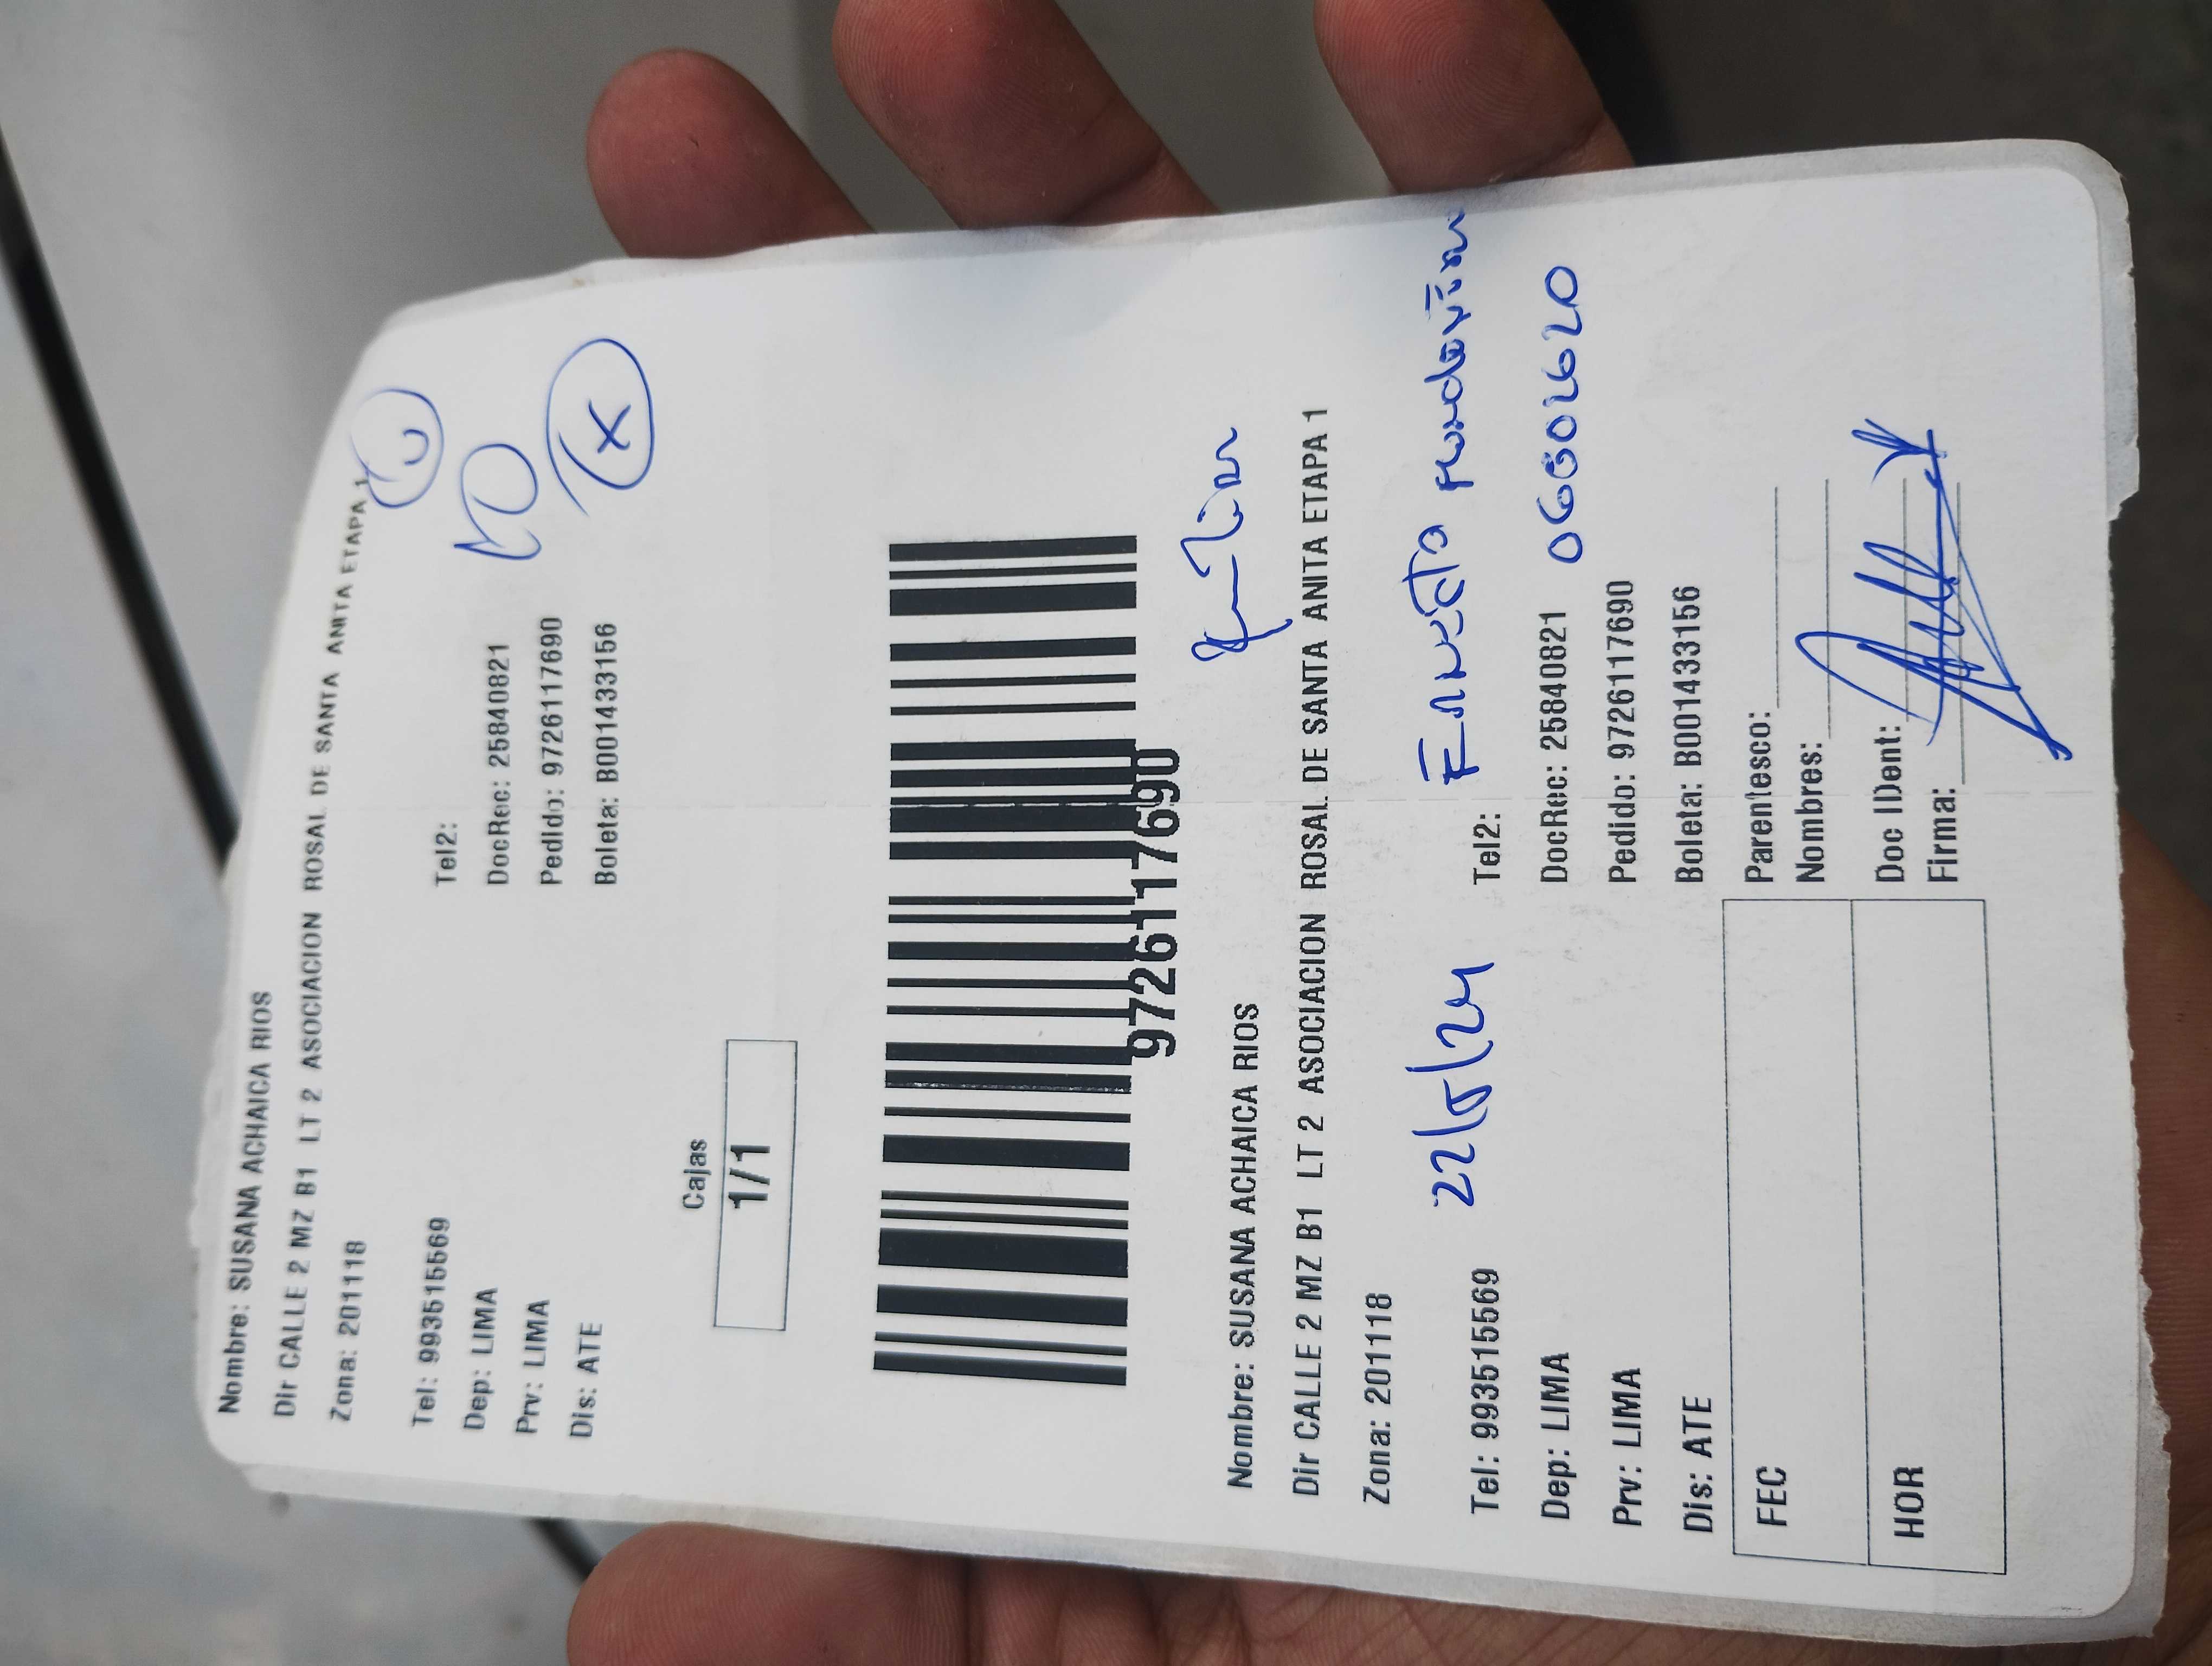 Nombre: SUSANA ACHAICA RIOS
Dir CALLE 2 MZ B1 LT 2 ASOCIACION ROSAL DE SANTA ANITA ETAPA 1
Zona: 201118
Tel: 993515569 Tel2:
Dep: LIMA DocRec: 25840821
Prv: LIMA Pedido: 97261117690
Dis: ATE Boleta: B001433156
X
Cajas
1/1
97261117690
Nombre: SUSANA ACHAICA RIOS
Dir CALLE 2 MZ B1 LT 2 ASOCIACION ROSAL DE SANTA ANITA ETAPA 1
Zona: 201118
22/5/24
Tel: 993515569 Tel2:
Dep: LIMA DocRec: 25840821
Prv: LIMA Pedido: 97261117690
Dis: ATE Boleta: B001433156
FEC Parentesco:
Nombres:
HOR Doc IDent:
Firma: